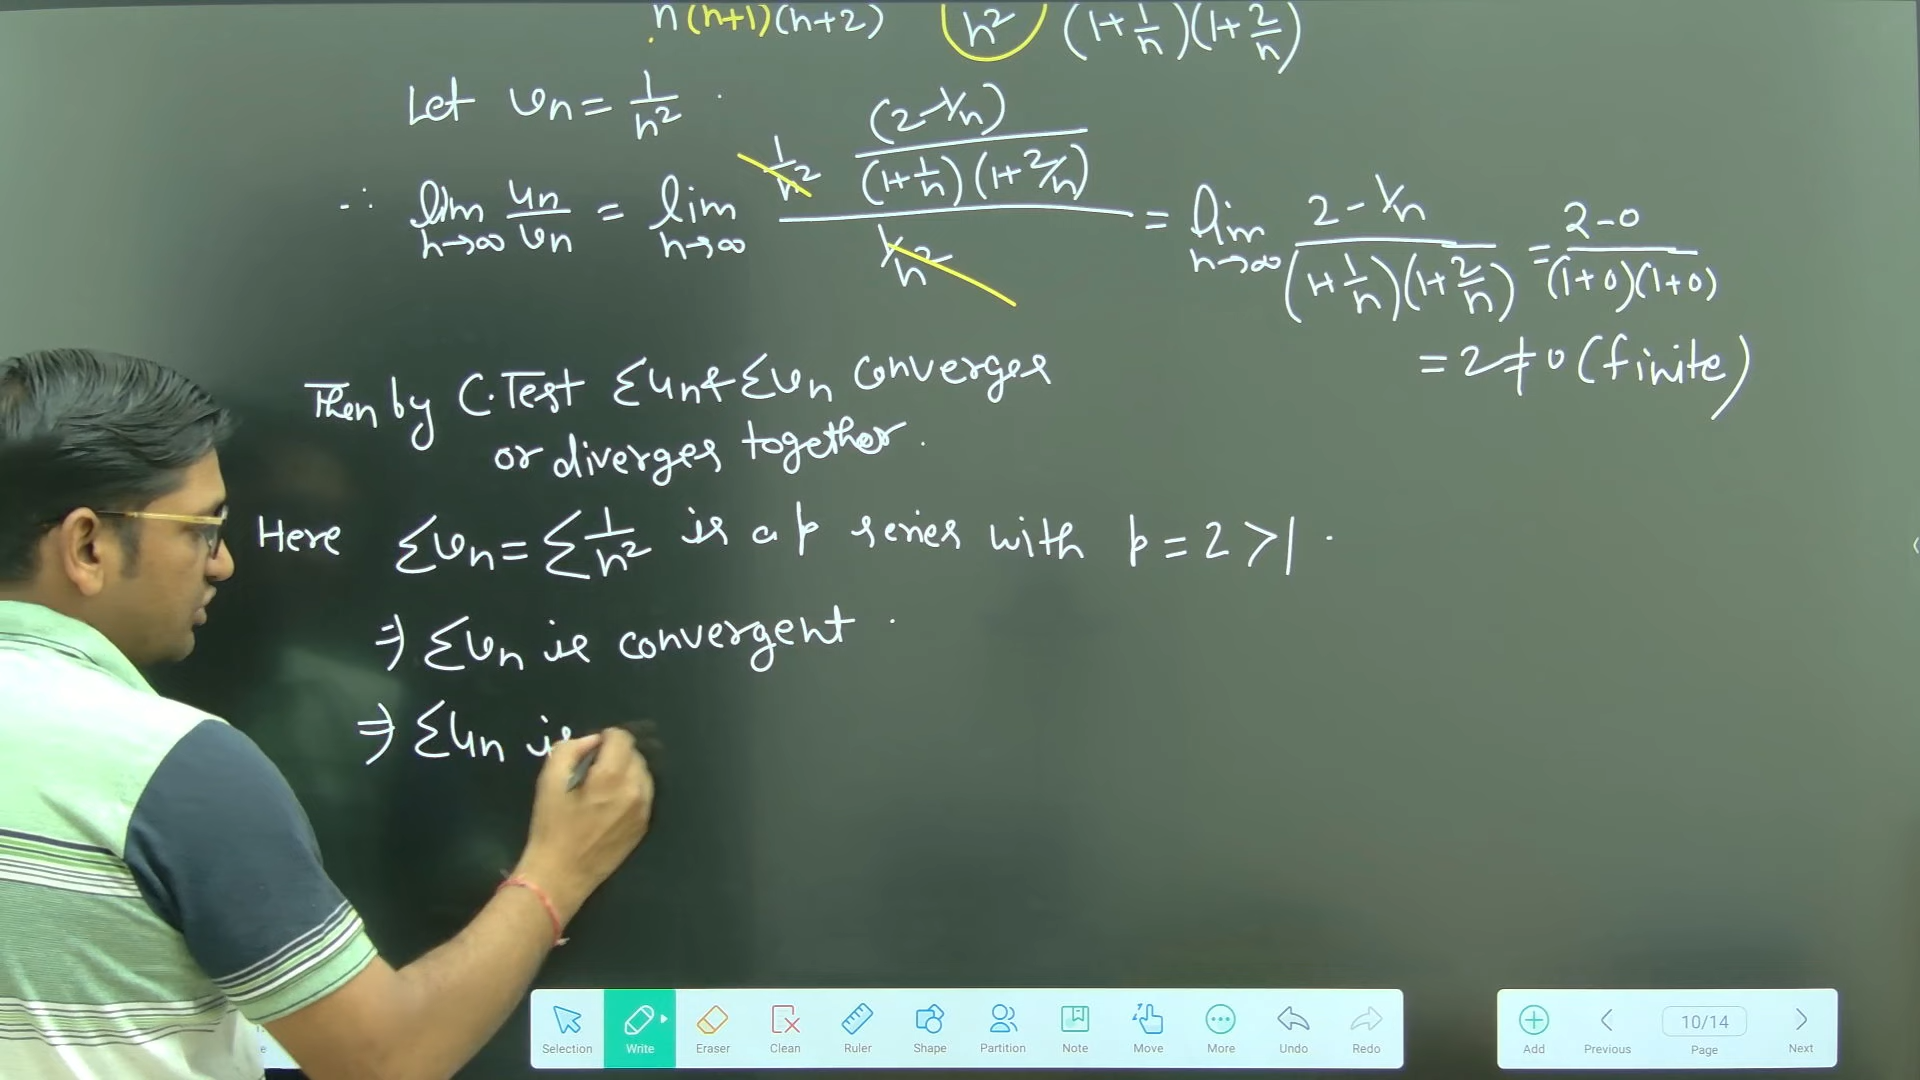 n(n+1)(n+2) n² (1+1/n)(1+2/n)
Let vn = 1/n² .
∴ lim n→∞ un/vn = lim n→∞ 1/n² (2-1/n)/((1+1/n)(1+2/n)) / 1/n² = lim n→∞ (2-1/n)/((1+1/n)(1+2/n)) = (2-0)/((1+0)(1+0))
= 2 ≠ 0 (finite)
Then by C.Test Σun & Σvn converges
or diverges together.
Here Σvn = Σ1/n² is a p series with p = 2 > 1 .
⇒ Σvn is convergent .
⇒ Σun is
Selection Write Eraser Clean Ruler Shape Partition Note Move More Undo Redo
Add Previous 10/14 Page Next